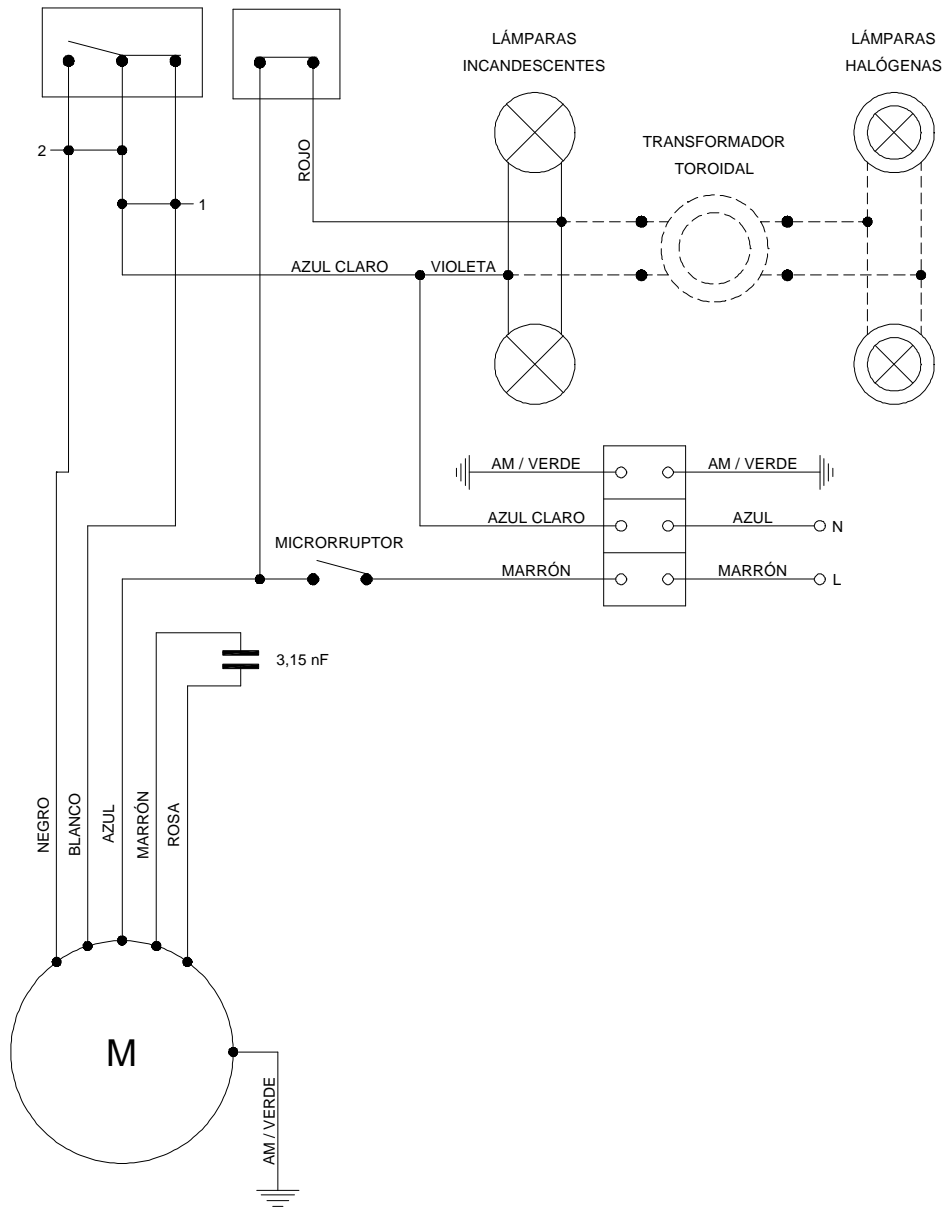 LÁMPARAS
INCANDESCENTES
LÁMPARAS
HALÓGENAS
TRANSFORMADOR
TOROIDAL
2
1
ROJO
AZUL CLARO
VIOLETA
AM / VERDE
AM / VERDE
AZUL CLARO
AZUL
N
MICRORRUPTOR
MARRÓN
MARRÓN
L
3,15 nF
NEGRO
BLANCO
AZUL
MARRÓN
ROSA
M
AM / VERDE